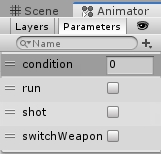 Scene Animator
Layers Parameters
Name
condition 0
run
shot
switchWeapon